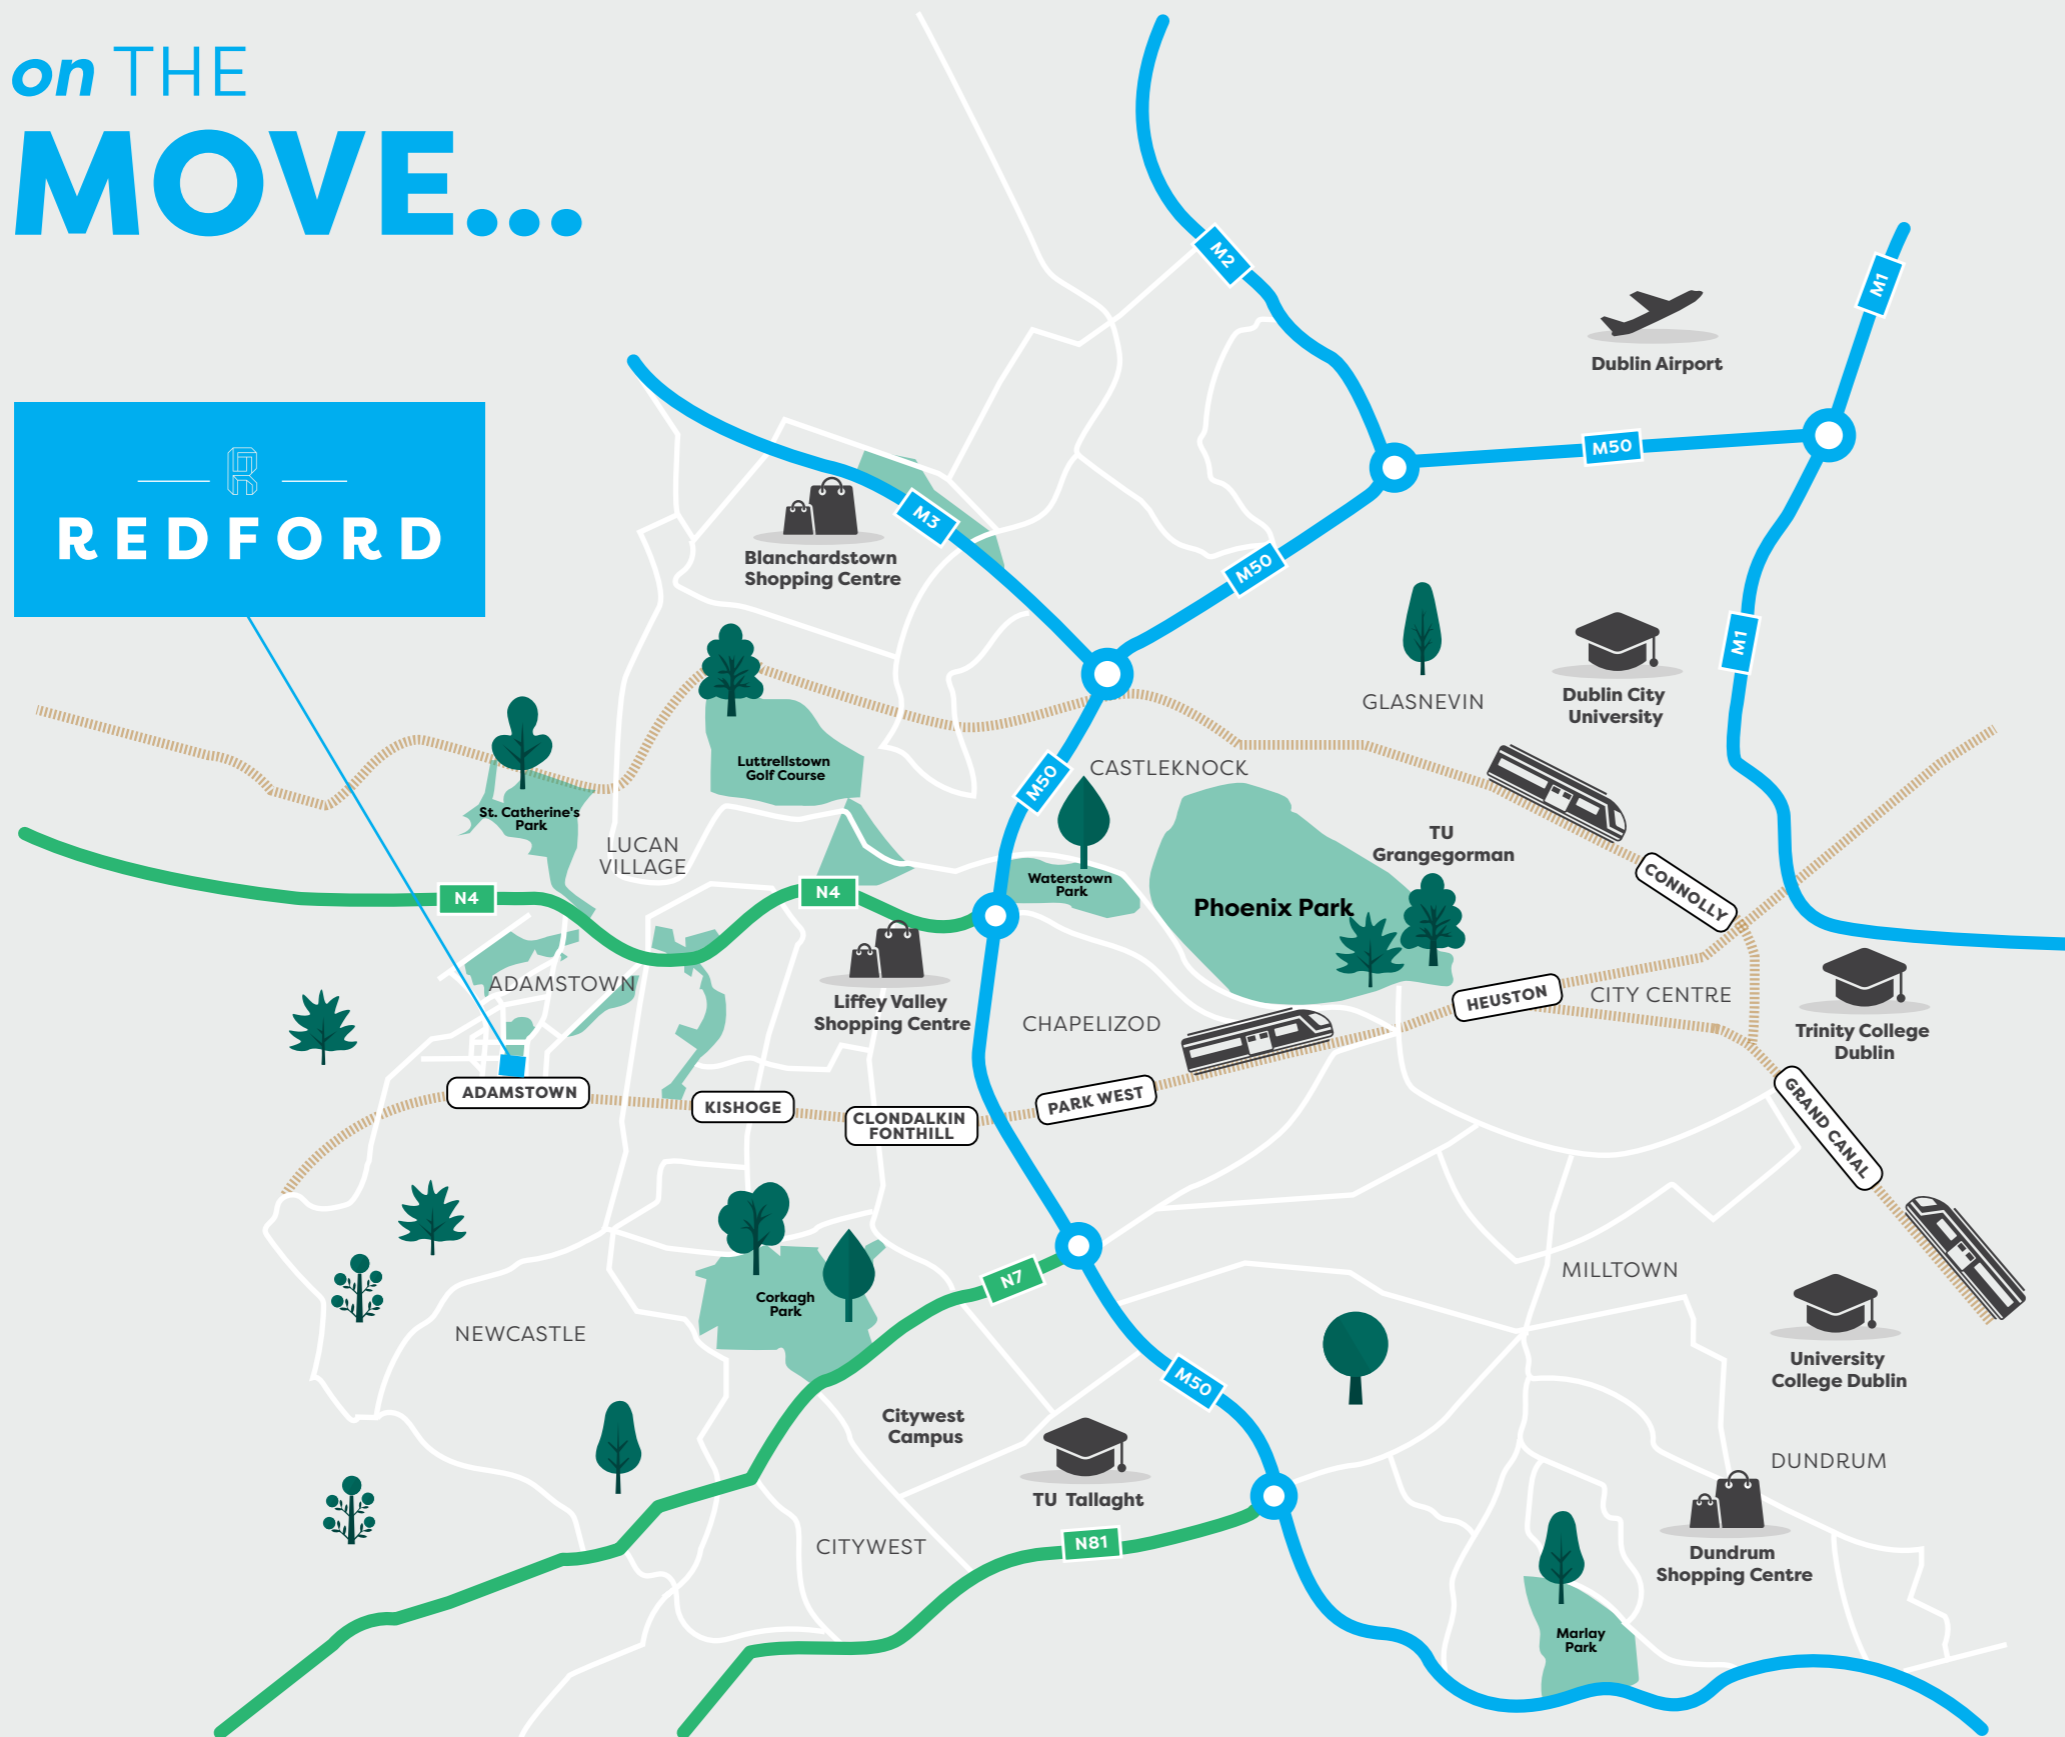 on THE
MOVE...
REDFORD
M2
M1
Dublin Airport
M50
M3
Blanchardstown
Shopping Centre
M50
M1
GLASNEVIN
Dublin City
University
Luttrellstown
Golf Course
M50
CASTLEKNOCK
St. Catherine's
Park
LUCAN
VILLAGE
TU
Grangegorman
CONNOLLY
N4
N4
Waterstown
Park
Phoenix Park
ADAMSTOWN
Liffey Valley
Shopping Centre
CHAPELIZOD
HEUSTON
CITY CENTRE
Trinity College
Dublin
ADAMSTOWN
KISHOGE
CLONDALKIN
FONTHILL
PARK WEST
GRAND CANAL
N7
MILLTOWN
Corkagh
Park
NEWCASTLE
M50
University
College Dublin
Citywest
Campus
DUNDRUM
TU Tallaght
N81
CITYWEST
Dundrum
Shopping Centre
Marlay
Park